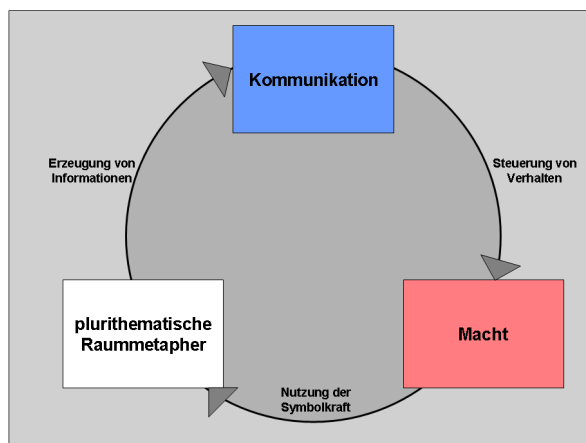 Kommunikation
Erzeugung von
Informationen
Steuerung von
Verhalten
plurithematische
Raummetapher
Macht
Nutzung der
Symbolkraft